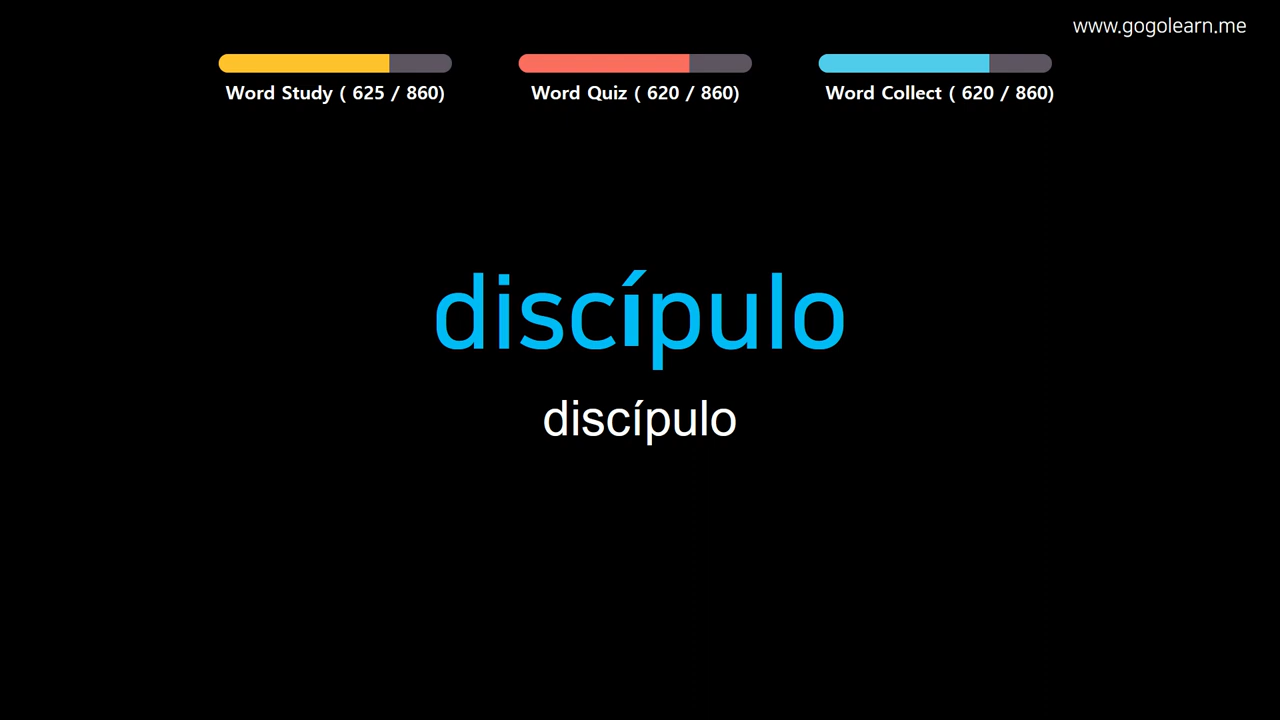 www.gogolearn.me
Word Study ( 625 / 860)
Word Quiz ( 620 / 860)
Word Collect ( 620 / 860)
discípulo
discípulo